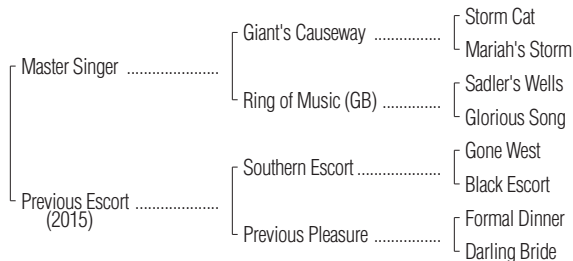 Storm Cat
Giant's Causeway ..................
Mariah's Storm
Master Singer .....................
Sadler's Wells
Ring of Music (GB) .............
Glorious Song
Gone West
Southern Escort ...................
Black Escort
Previous Escort ...................
(2015)
Formal Dinner
Previous Pleasure ................
Darling Bride